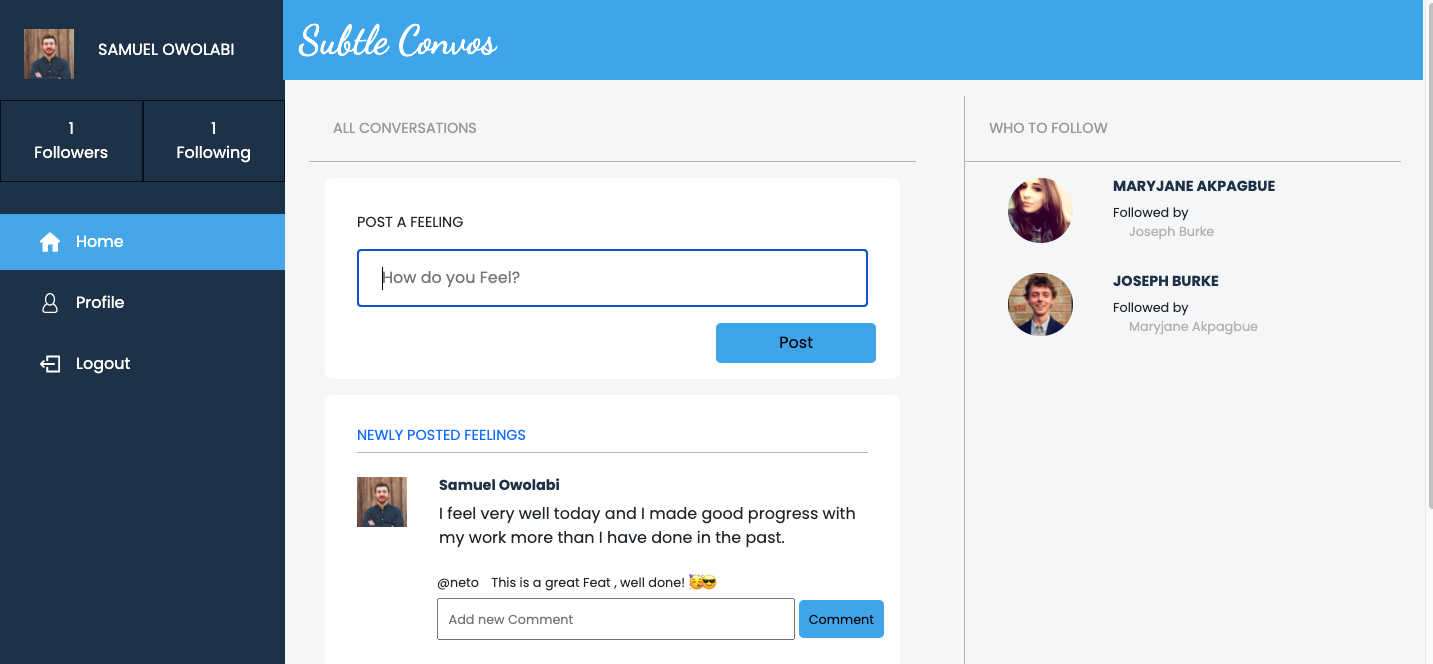 SAMUEL OWOLABI
1
Followers
1
Following
Home
Profile
Logout
Subtle Convos
ALL CONVERSATIONS
POST A FEELING
How do you Feel?
Post
NEWLY POSTED FEELINGS
Samuel Owolabi
I feel very well today and I made good progress with
my work more than I have done in the past.
@neto This is a great Feat , well done! 🥳😎
Add new Comment
Comment
WHO TO FOLLOW
MARYJANE AKPAGBUE
Followed by
Joseph Burke
JOSEPH BURKE
Followed by
Maryjane Akpagbue